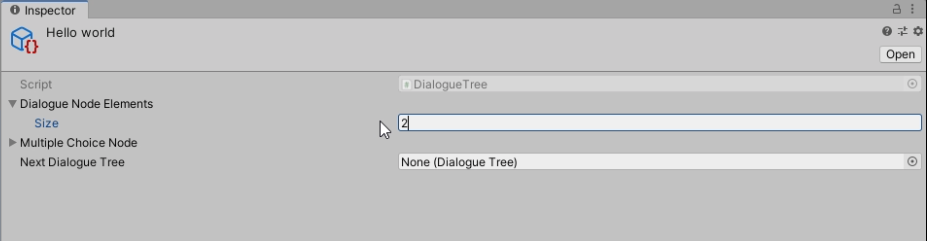 Inspector
Hello world
Open
Script DialogueTree
Dialogue Node Elements
Size 2
Multiple Choice Node
Next Dialogue Tree None (Dialogue Tree)